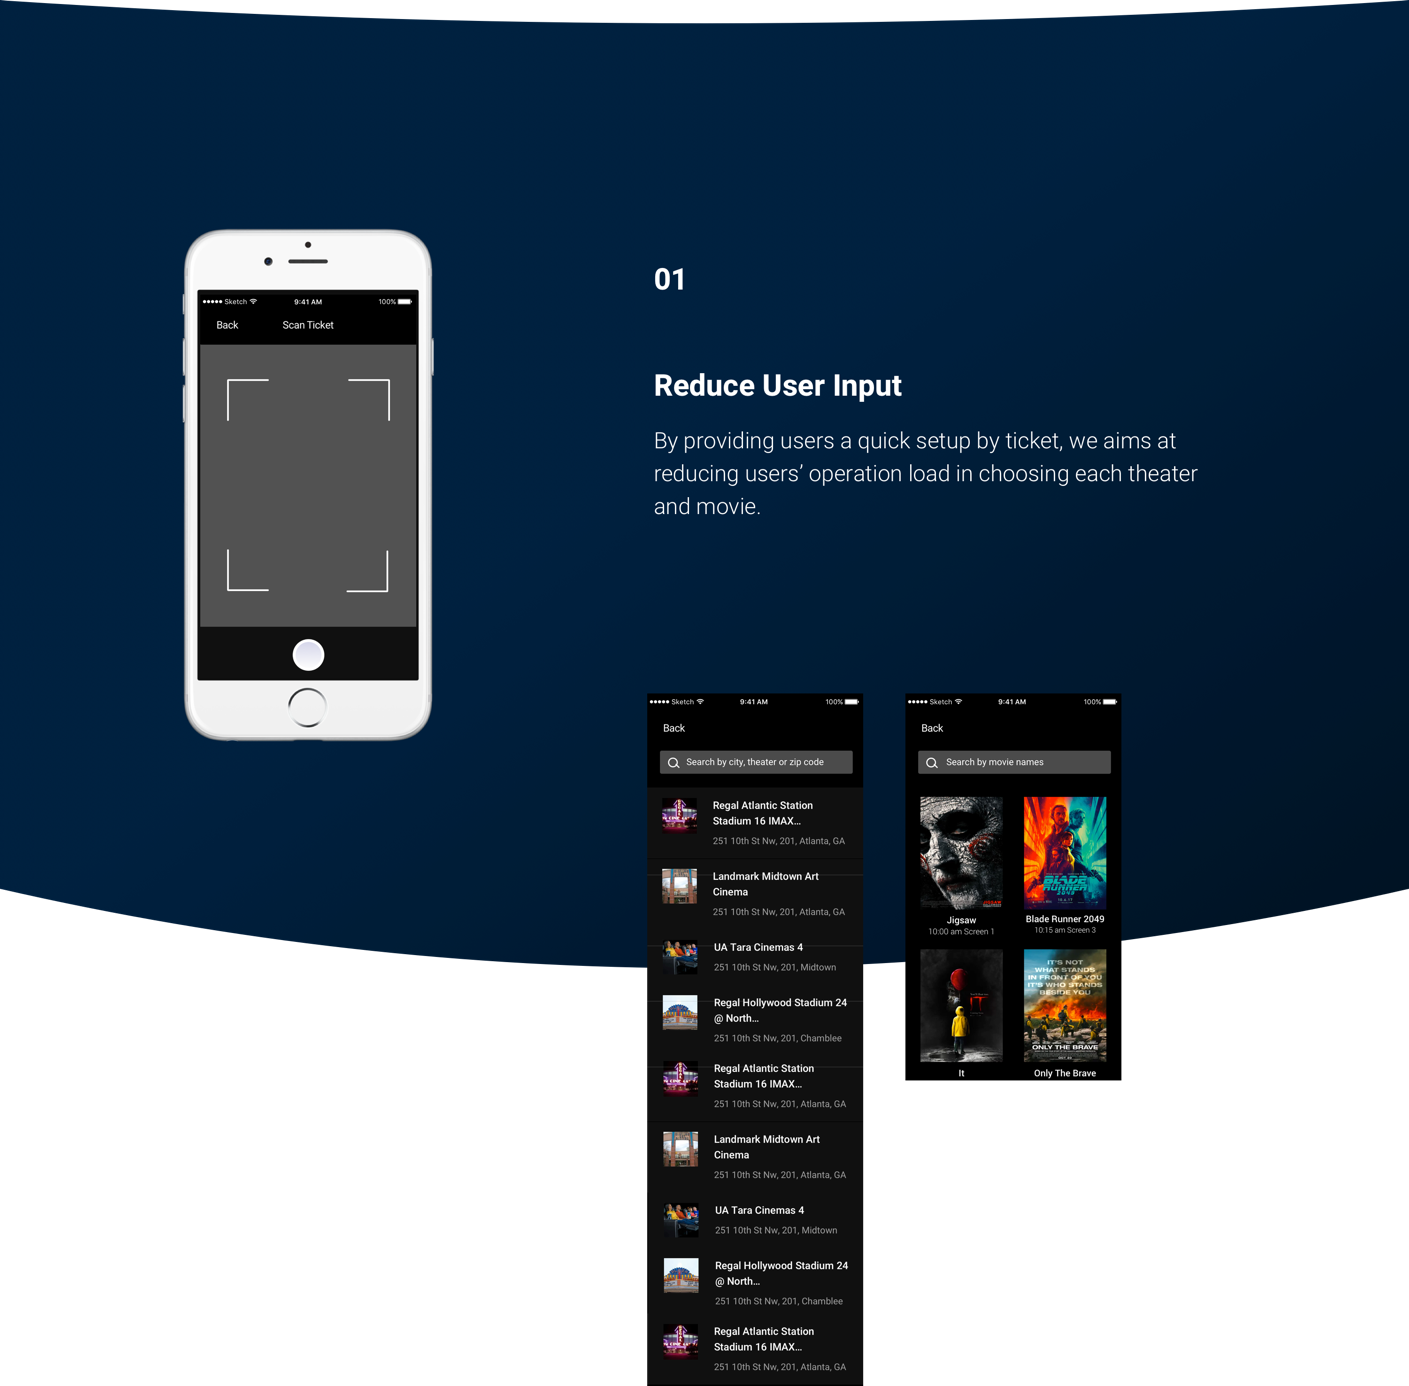 ●●●●● Sketch 9:41 AM 100%
Back Scan Ticket
01
Reduce User Input
By providing users a quick setup by ticket, we aims at
reducing users’ operation load in choosing each theater
and movie.
●●●●● Sketch 9:41 AM 100%
Back
Search by city, theater or zip code
Regal Atlantic Station
Stadium 16 IMAX...
251 10th St Nw, 201, Atlanta, GA
Landmark Midtown Art
Cinema
251 10th St Nw, 201, Atlanta, GA
UA Tara Cinemas 4
251 10th St Nw, 201, Midtown
Regal Hollywood Stadium 24
@ North...
251 10th St Nw, 201, Chamblee
Regal Atlantic Station
Stadium 16 IMAX...
251 10th St Nw, 201, Atlanta, GA
Landmark Midtown Art
Cinema
251 10th St Nw, 201, Atlanta, GA
UA Tara Cinemas 4
251 10th St Nw, 201, Midtown
Regal Hollywood Stadium 24
@ North...
251 10th St Nw, 201, Chamblee
Regal Atlantic Station
Stadium 16 IMAX...
251 10th St Nw, 201, Atlanta, GA
●●●●● Sketch 9:41 AM 100%
Back
Search by movie names
JIGSAW
BLADE
RUNNER
2049
Jigsaw
10:00 am Screen 1
Blade Runner 2049
10:15 am Screen 3
IT
IT'S NOT
WHAT STANDS
IN FRONT OF YOU
IT'S WHO STANDS
BESIDE YOU
ONLY THE BRAVE
It
Only The Brave